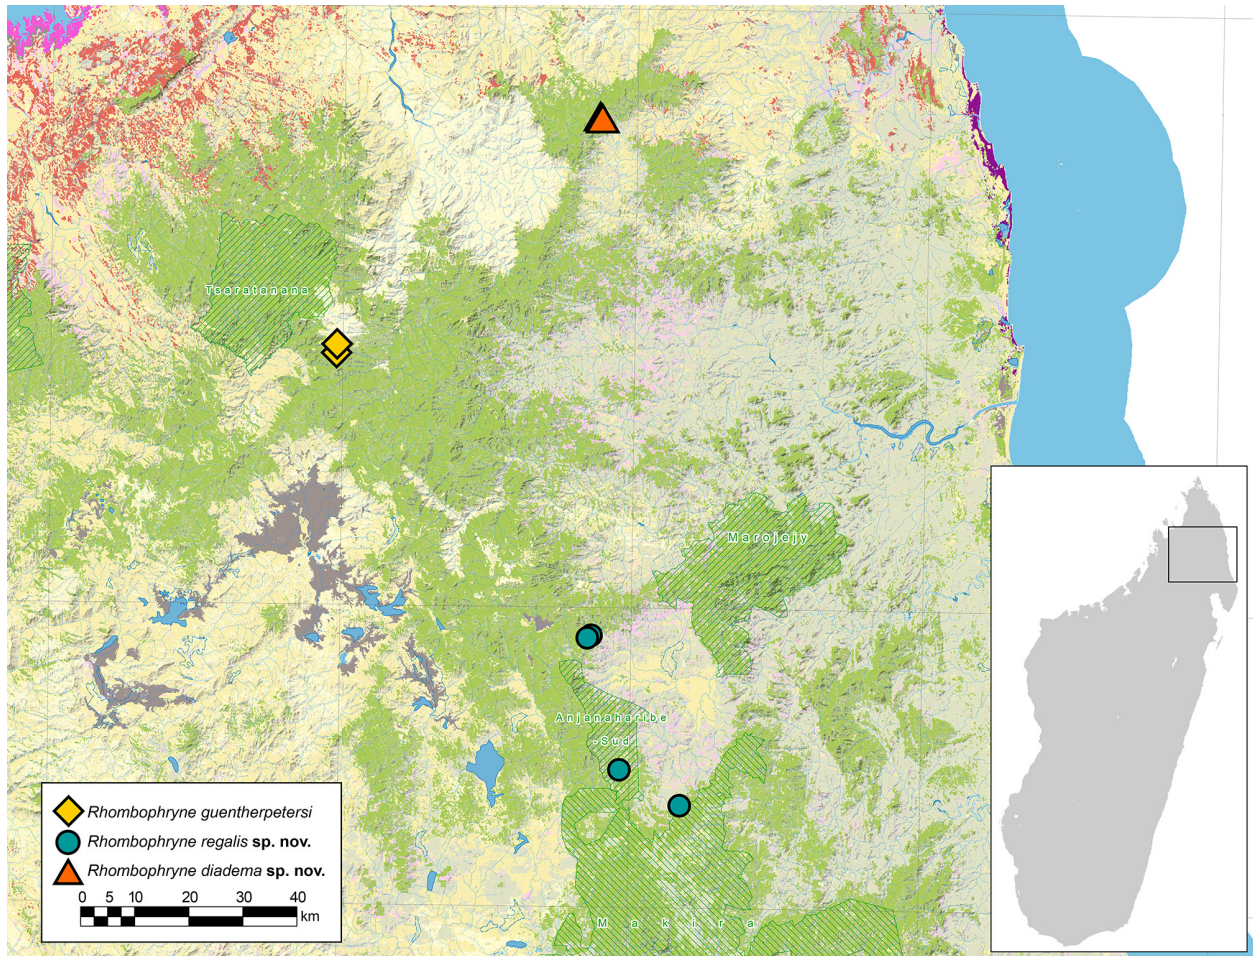 Tsaratanana
Marojejy
Anjanaharibe
-Sud
Makira
Rhombophryne guentherpetersi
Rhombophryne regalis sp. nov.
Rhombophryne diadema sp. nov.
0 5 10 20 30 40
km